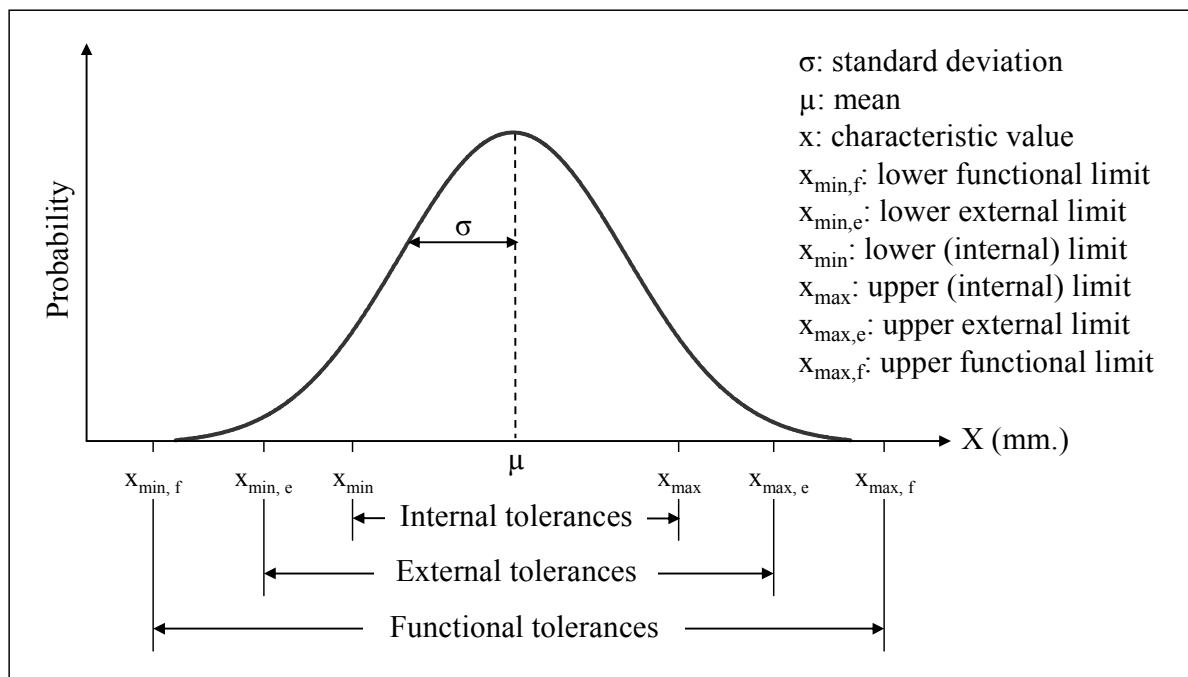 σ: standard deviation
μ: mean
x: characteristic value
x_min,f: lower functional limit
x_min,e: lower external limit
x_min: lower (internal) limit
x_max: upper (internal) limit
x_max,e: upper external limit
x_max,f: upper functional limit
Probability
σ
X (mm.)
x_min, f x_min, e x_min μ x_max x_max, e x_max, f
Internal tolerances
External tolerances
Functional tolerances